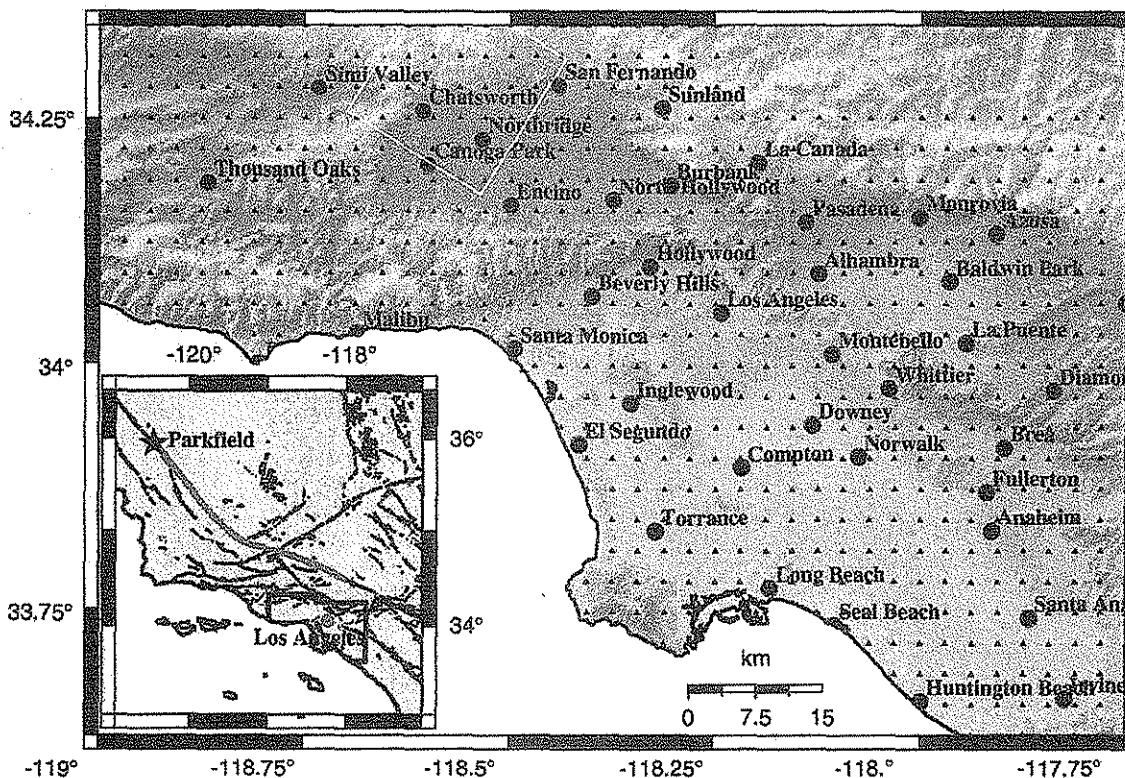 Simi Valley
San Fernando
Chatsworth
Sunland
34.25°
Northridge
Canoga Park
La Canada
Thousand Oaks
Burbank
Encino
North Hollywood
Pasadena
Monrovia
Azusa
Hollywood
Alhambra
Baldwin Park
Beverly Hills
Los Angeles
Malibu
Santa Monica
La Puente
Montebello
34°
-120°
-118°
Whittier
Diamo
Inglewood
Downey
El Segundo
Norwalk
Brea
Compton
Parkfield
36°
Fullerton
Torrance
Anaheim
Long Beach
33.75°
Seal Beach
Santa An
Los Angeles
34°
km
0 7.5 15
Huntington Beach
-119° -118.75° -118.5° -118.25° -118.° -117.75°